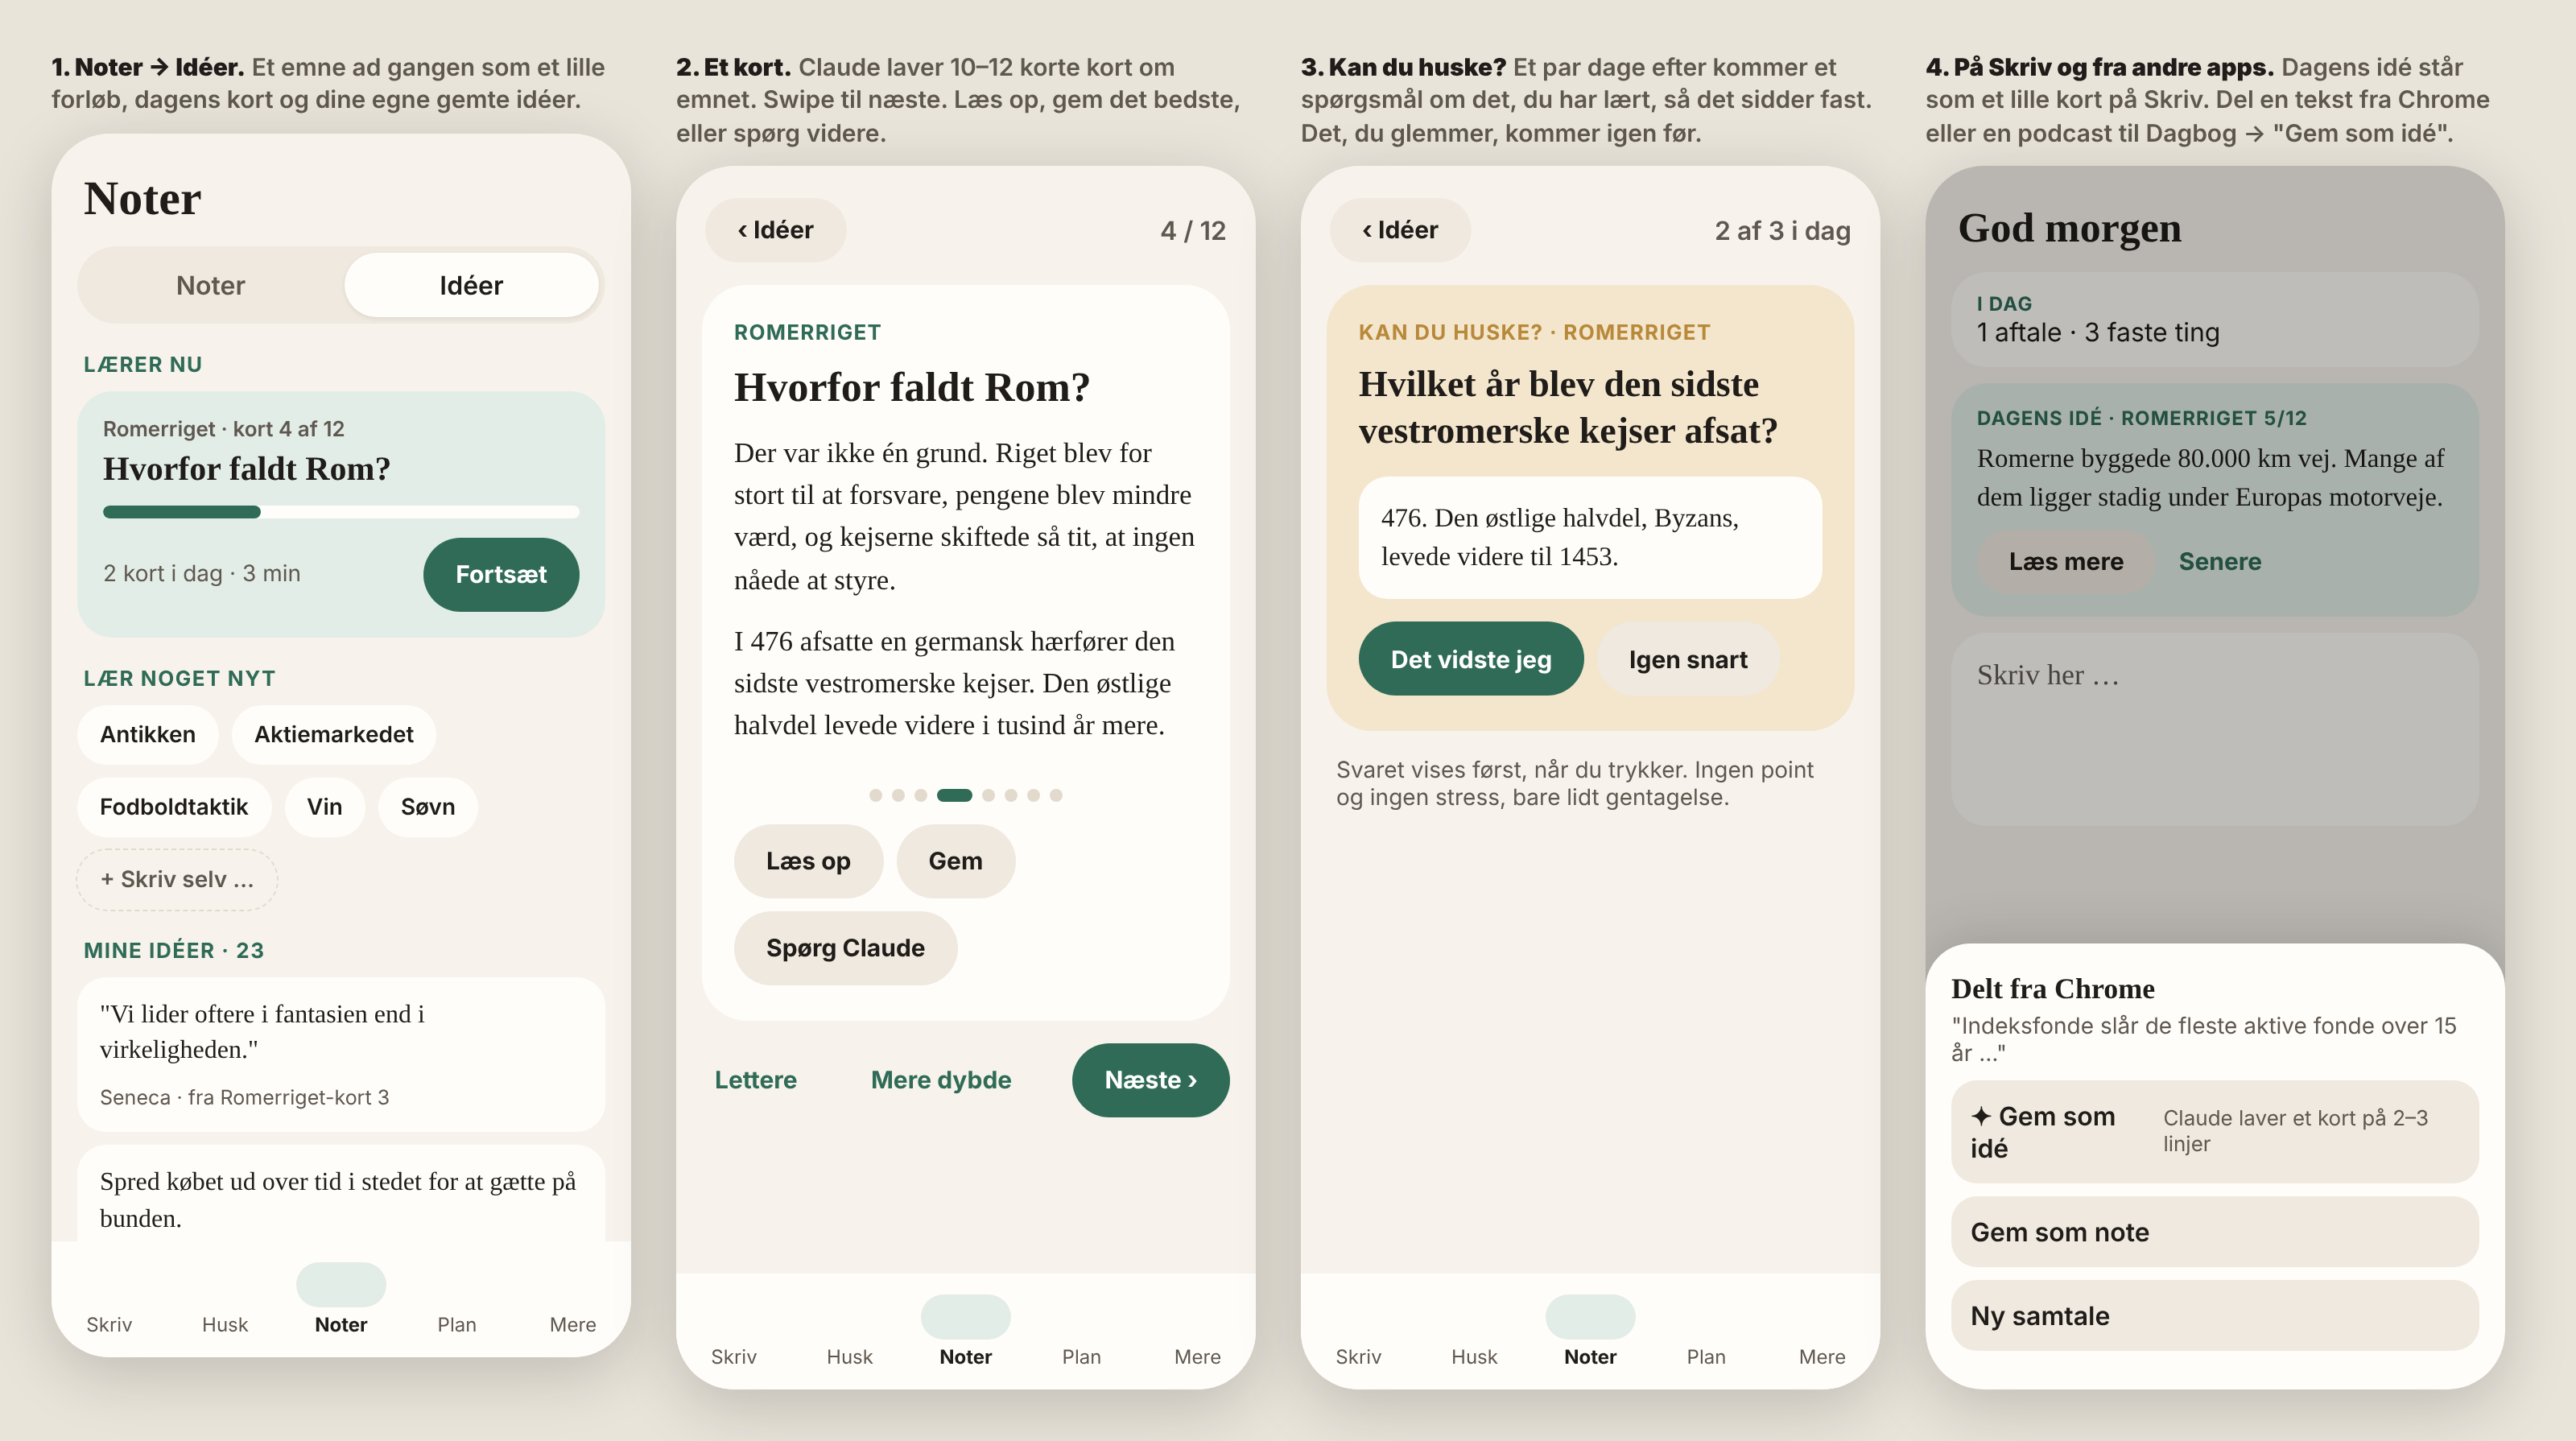 1. Noter → Idéer. Et emne ad gangen som et lille
forløb, dagens kort og dine egne gemte idéer.
Noter
Noter
Idéer
LÆRER NU
Romerriget · kort 4 af 12
Hvorfor faldt Rom?
2 kort i dag · 3 min
Fortsæt
LÆR NOGET NYT
Antikken
Aktiemarkedet
Fodboldtaktik
Vin
Søvn
+ Skriv selv ...
MINE IDÉER · 23
"Vi lider oftere i fantasien end i
virkeligheden."
Seneca · fra Romerriget-kort 3
Spred købet ud over tid i stedet for at gætte på
bunden.
Skriv
Husk
Noter
Plan
Mere
2. Et kort. Claude laver 10–12 korte kort om
emnet. Swipe til næste. Læs op, gem det bedste,
eller spørg videre.
‹ Idéer
4 / 12
ROMERRIGET
Hvorfor faldt Rom?
Der var ikke én grund. Riget blev for
stort til at forsvare, pengene blev mindre
værd, og kejserne skiftede så tit, at ingen
nåede at styre.
I 476 afsatte en germansk hærfører den
sidste vestromerske kejser. Den østlige
halvdel levede videre i tusind år mere.
Læs op
Gem
Spørg Claude
Lettere
Mere dybde
Næste ›
Skriv
Husk
Noter
Plan
Mere
3. Kan du huske? Et par dage efter kommer et
spørgsmål om det, du har lært, så det sidder fast.
Det, du glemmer, kommer igen før.
‹ Idéer
2 af 3 i dag
KAN DU HUSKE? · ROMERRIGET
Hvilket år blev den sidste
vestromerske kejser afsat?
476. Den østlige halvdel, Byzans,
levede videre til 1453.
Det vidste jeg
Igen snart
Svaret vises først, når du trykker. Ingen point
og ingen stress, bare lidt gentagelse.
Skriv
Husk
Noter
Plan
Mere
4. På Skriv og fra andre apps. Dagens idé står
som et lille kort på Skriv. Del en tekst fra Chrome
eller en podcast til Dagbog → "Gem som idé".
God morgen
I DAG
1 aftale · 3 faste ting
DAGENS IDÉ · ROMERRIGET 5/12
Romerne byggede 80.000 km vej. Mange af
dem ligger stadig under Europas motorveje.
Læs mere
Senere
Skriv her …
Delt fra Chrome
"Indeksfonde slår de fleste aktive fonde over 15
år ..."
✦ Gem som
idé
Claude laver et kort på 2–3
linjer
Gem som note
Ny samtale